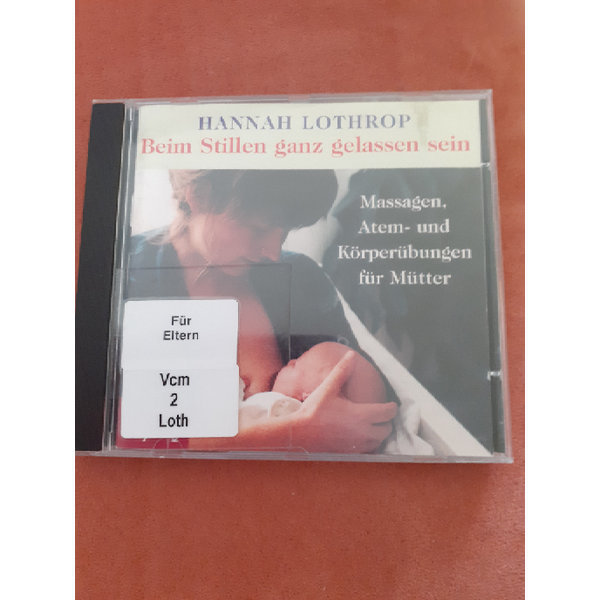 HANNAH LOTHROP
Beim Stillen ganz gelassen sein
Massagen,
Atem- und
Körperübungen
für Mütter
Für
Eltern
Vcm
2
Loth